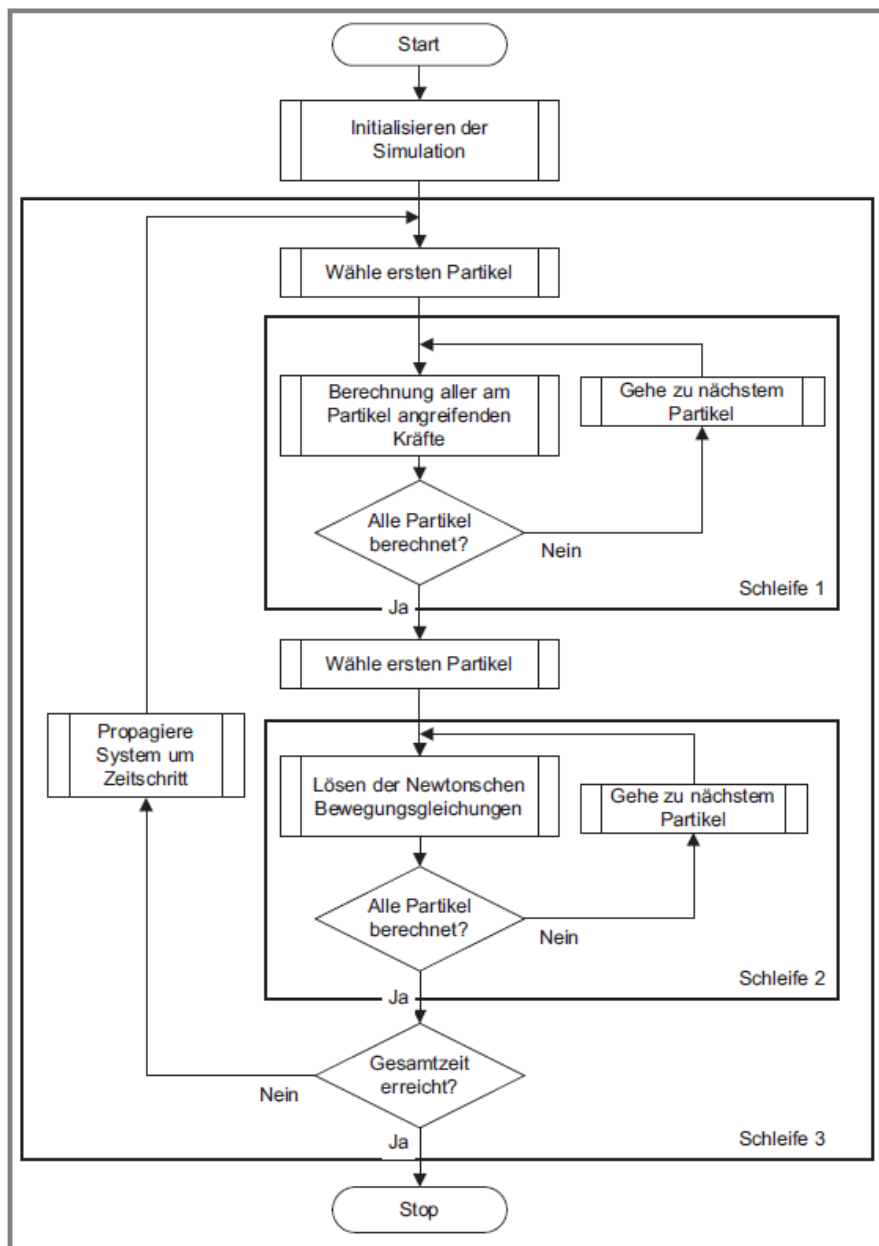 Start
Initialisieren der
Simulation
Wähle ersten Partikel
Berechnung aller am
Partikel angreifenden
Kräfte
Gehe zu nächstem
Partikel
Alle Partikel
berechnet?
Nein
Schleife 1
Ja
Wähle ersten Partikel
Propagiere
System um
Zeitschritt
Lösen der Newtonschen
Bewegungsgleichungen
Gehe zu nächstem
Partikel
Alle Partikel
berechnet?
Nein
Schleife 2
Ja
Gesamtzeit
erreicht?
Nein
Ja
Schleife 3
Stop